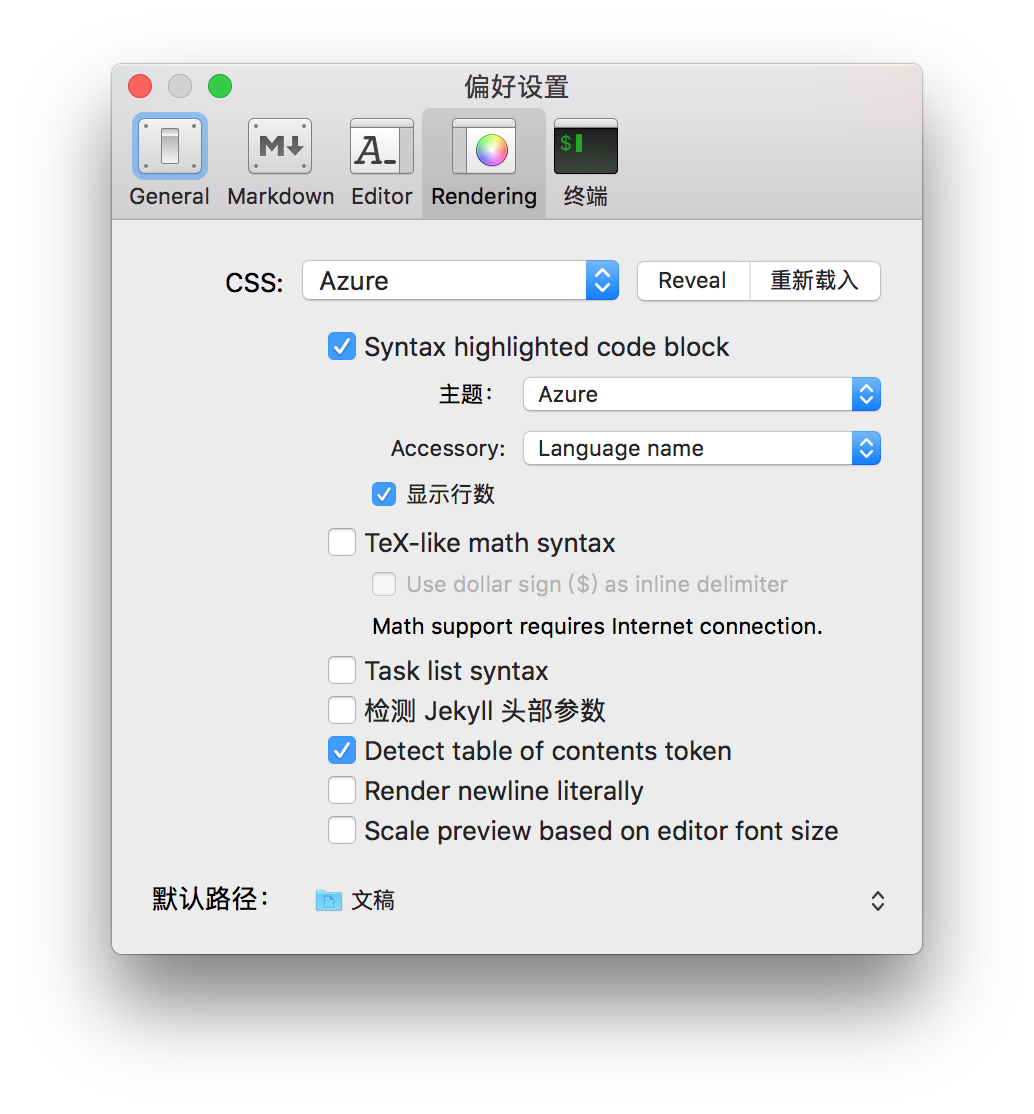 偏好设置
General Markdown Editor Rendering 终端
CSS: Azure Reveal 重新载入
Syntax highlighted code block
主题： Azure
Accessory: Language name
显示行数
TeX-like math syntax
Use dollar sign ($) as inline delimiter
Math support requires Internet connection.
Task list syntax
检测 Jekyll 头部参数
Detect table of contents token
Render newline literally
Scale preview based on editor font size
默认路径： 文稿